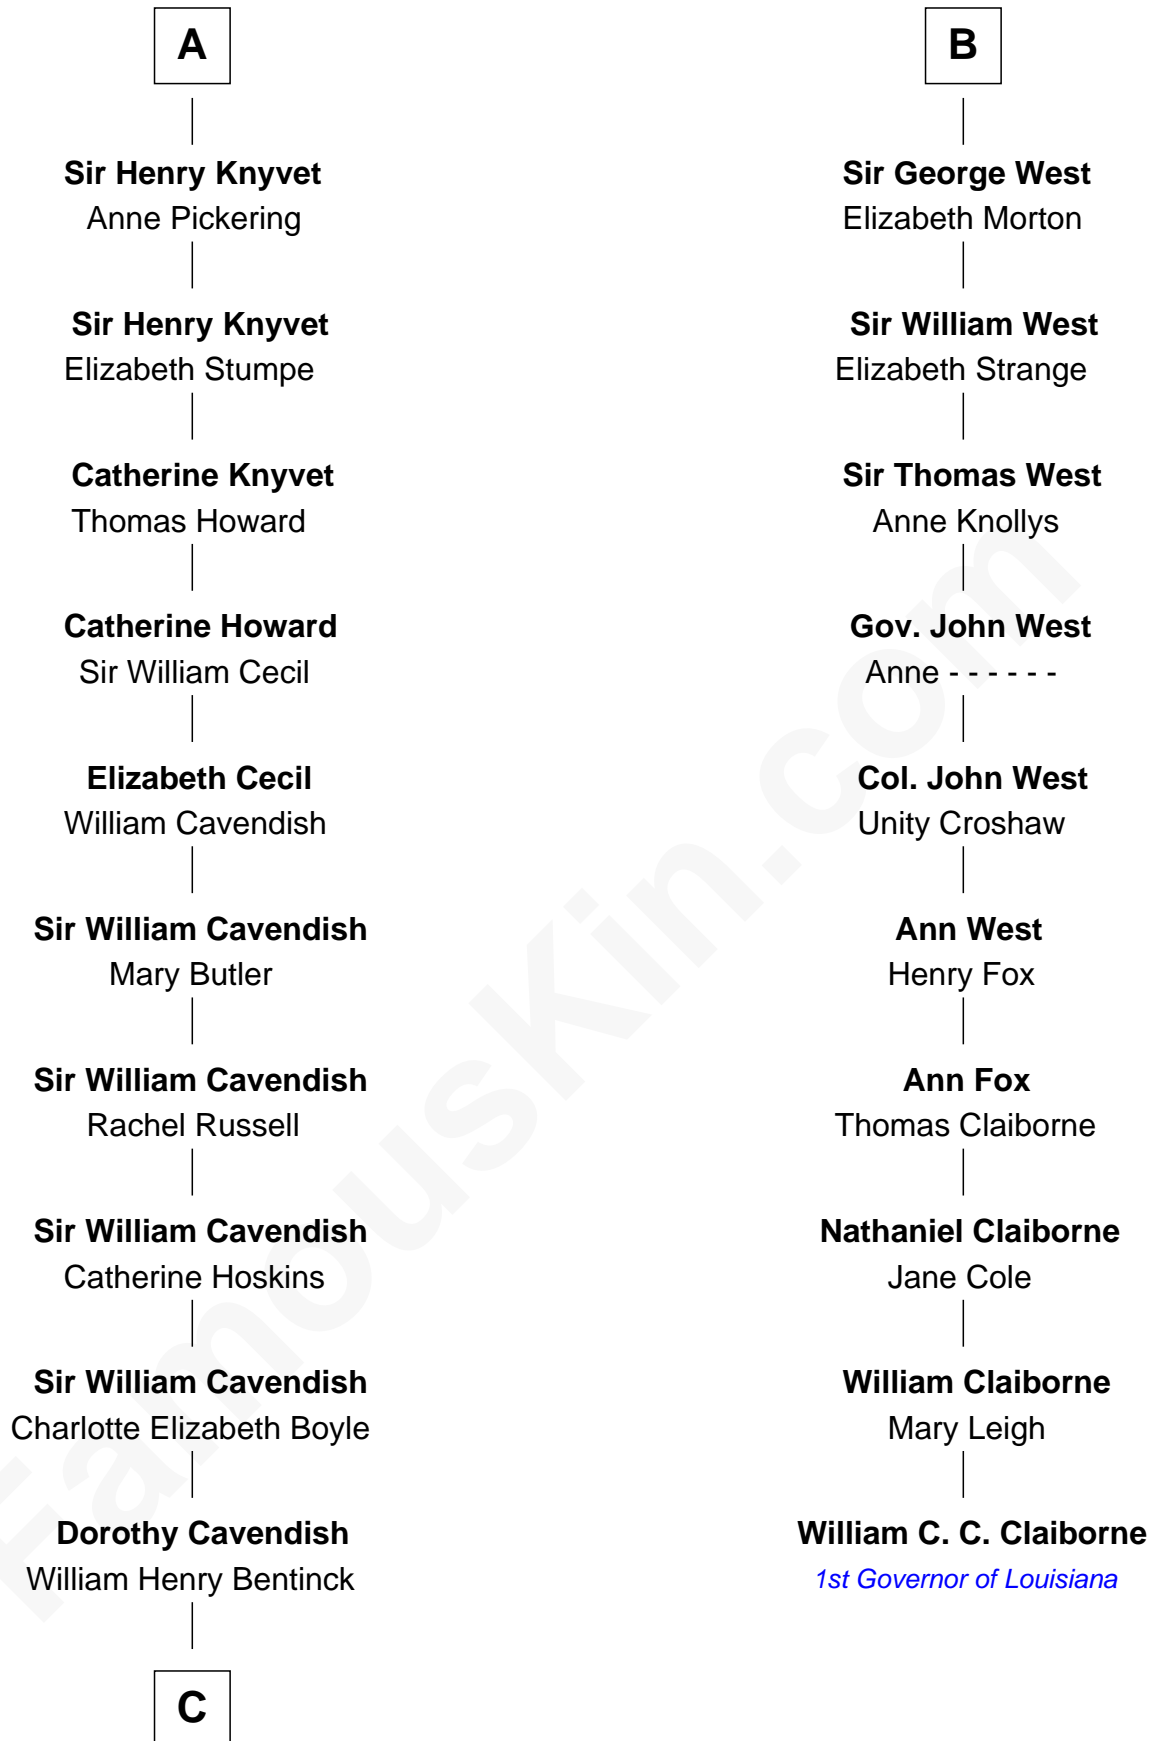 A
Sir Henry Knyvet
Anne Pickering
Sir Henry Knyvet
Elizabeth Stumpe
Catherine Knyvet
Thomas Howard
Catherine Howard
Sir William Cecil
Elizabeth Cecil
William Cavendish
Sir William Cavendish
Mary Butler
Sir William Cavendish
Rachel Russell
Sir William Cavendish
Catherine Hoskins
Sir William Cavendish
Charlotte Elizabeth Boyle
Dorothy Cavendish
William Henry Bentinck
C
B
Sir George West
Elizabeth Morton
Sir William West
Elizabeth Strange
Sir Thomas West
Anne Knollys
Gov. John West
Anne - - - - - -
Col. John West
Unity Croshaw
Ann West
Henry Fox
Ann Fox
Thomas Claiborne
Nathaniel Claiborne
Jane Cole
William Claiborne
Mary Leigh
William C. C. Claiborne
1st Governor of Louisiana
FamousKin.com